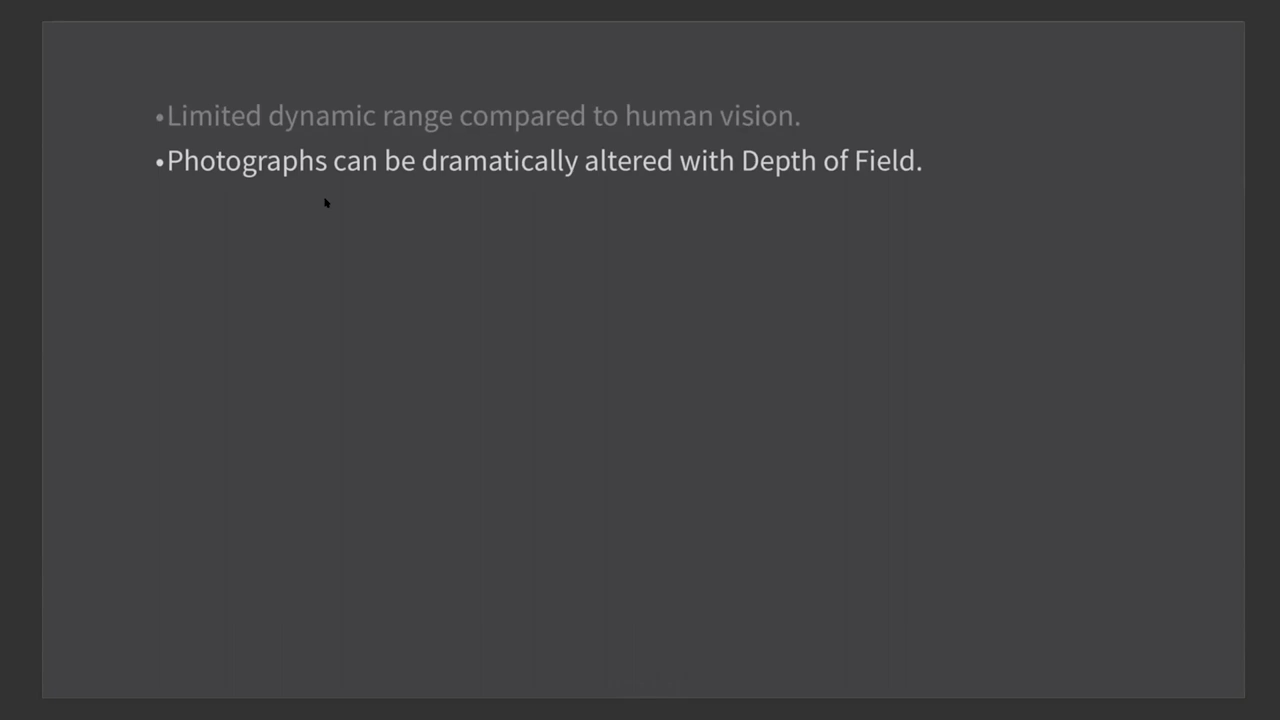 •Limited dynamic range compared to human vision.
•Photographs can be dramatically altered with Depth of Field.